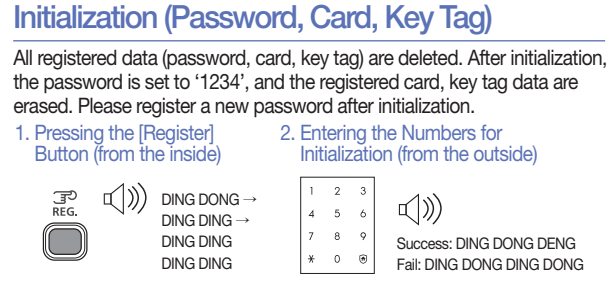 Initialization (Password, Card, Key Tag)
All registered data (password, card, key tag) are deleted. After initialization,
the password is set to ‘1234’, and the registered card, key tag data are
erased. Please register a new password after initialization.
1. Pressing the [Register]
Button (from the inside)
2. Entering the Numbers for
Initialization (from the outside)
REG.
DING DONG →
DING DING →
DING DING
DING DING
1 2 3
4 5 6
7 8 9
* 0
Success: DING DONG DENG
Fail: DING DONG DING DONG